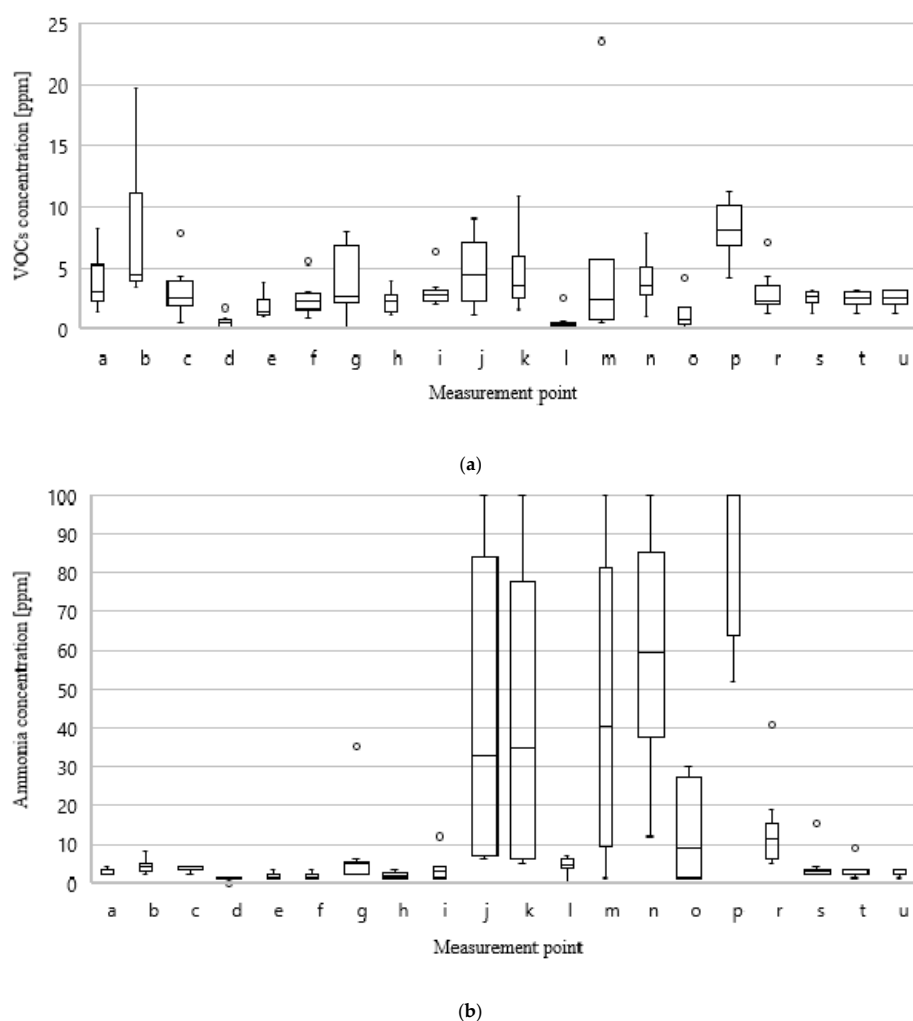 25
20
15
10
5
0
VOCs concentration [ppm]
a b c d e f g h i j k l m n o p r s t u
Measurement point
(a)
100
90
80
70
60
50
40
30
20
10
0
Ammonia concentration [ppm]
a b c d e f g h i j k l m n o p r s t u
Measurement point
(b)